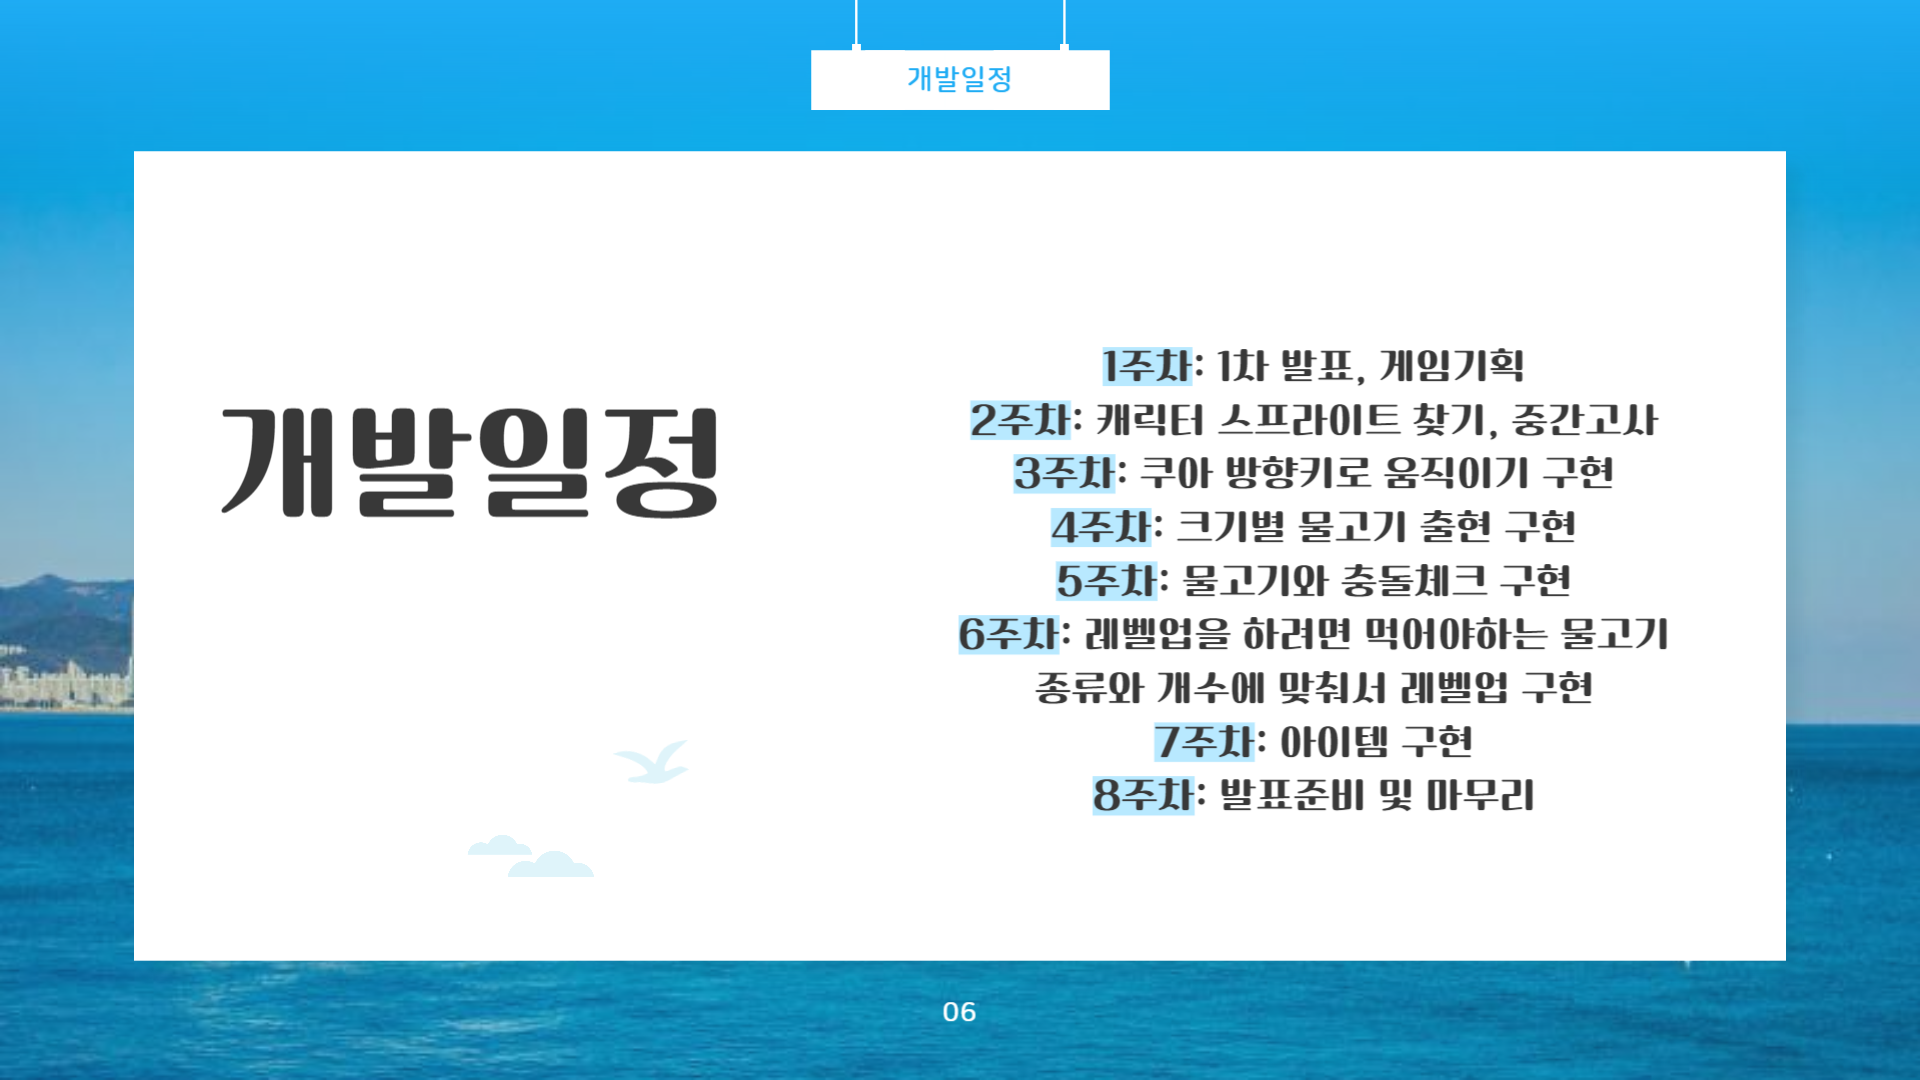 개발일정
개발일정
1주차: 1차 발표, 게임기획
2주차: 캐릭터 스프라이트 찾기, 중간고사
3주차: 쿠아 방향키로 움직이기 구현
4주차: 크기별 물고기 출현 구현
5주차: 물고기와 충돌체크 구현
6주차: 레벨업을 하려면 먹어야하는 물고기
종류와 개수에 맞춰서 레벨업 구현
7주차: 아이템 구현
8주차: 발표준비 및 마무리
06